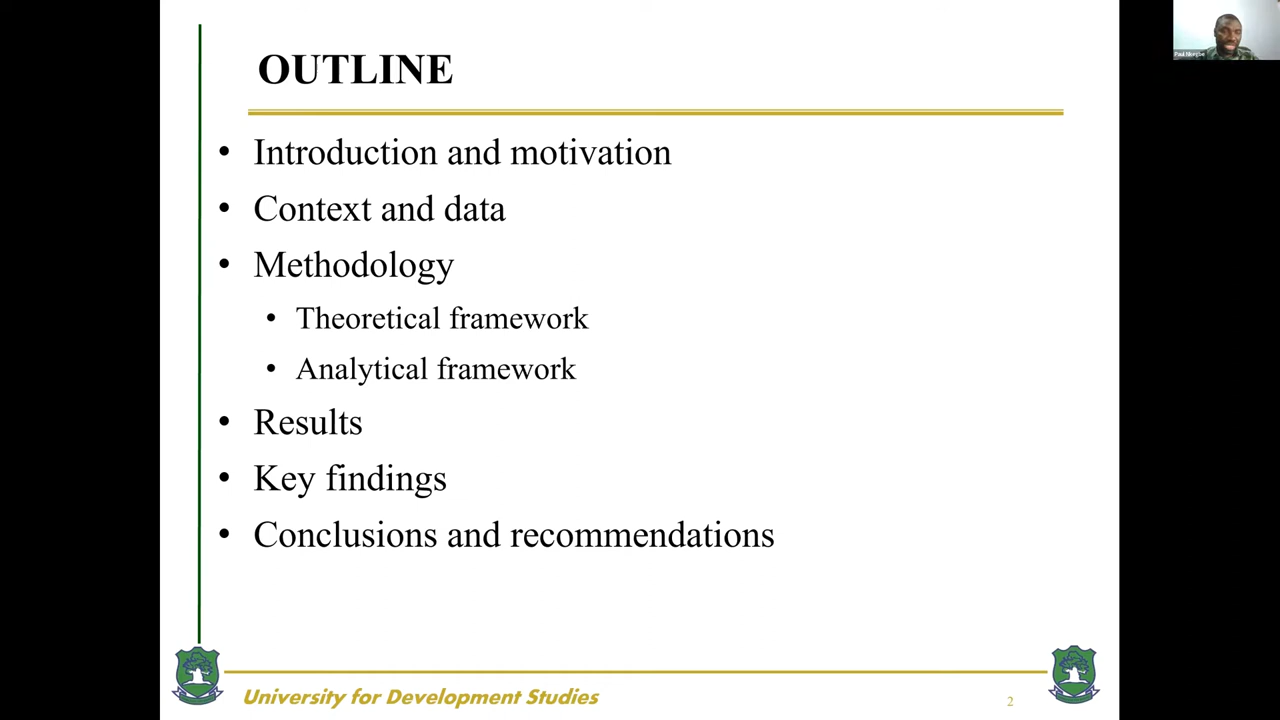 OUTLINE
• Introduction and motivation
• Context and data
• Methodology
• Theoretical framework
• Analytical framework
• Results
• Key findings
• Conclusions and recommendations
University for Development Studies
2